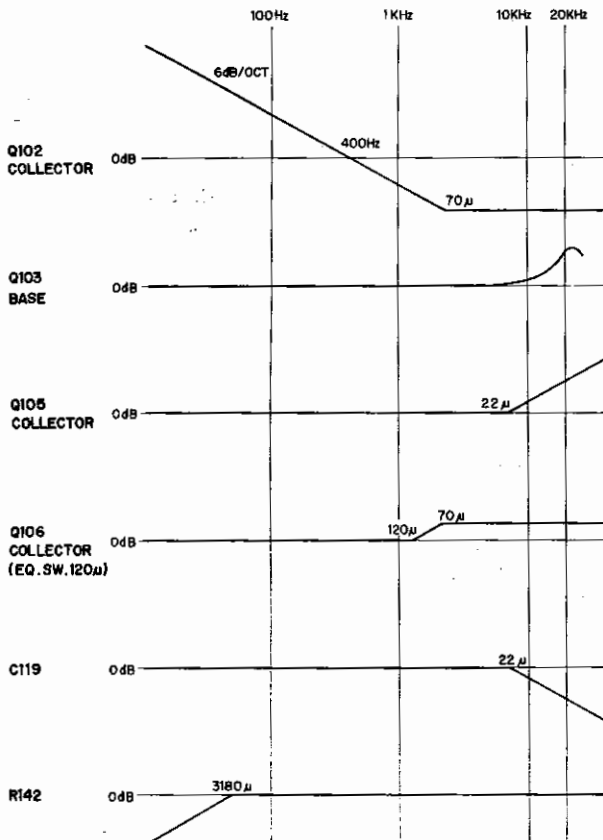 100Hz 1KHz 10KHz 20KHz
6dB/OCT
400Hz
Q102
COLLECTOR
0dB
70μ
Q103
BASE
0dB
Q105
COLLECTOR
0dB
22μ
Q106
COLLECTOR
(EQ.SW.120μ)
0dB
120μ
70μ
C119
0dB
22μ
R142
0dB
3180μ